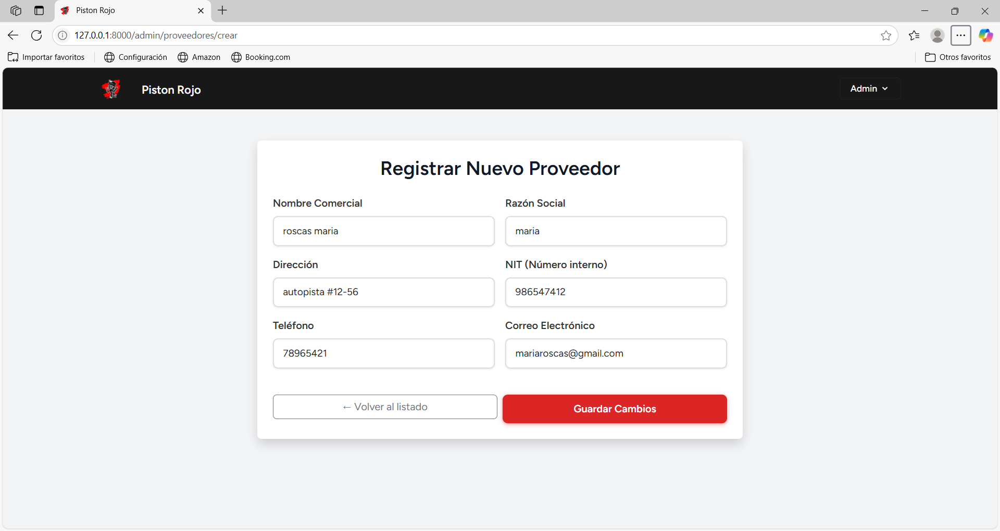 Piston Rojo
127.0.0.1:8000/admin/proveedores/crear
Importar favoritos
Configuración
Amazon
Booking.com
Otros favoritos
Piston Rojo
Admin
Registrar Nuevo Proveedor
Nombre Comercial
Razón Social
roscas maria
maria
Dirección
NIT (Número interno)
autopista #12-56
986547412
Teléfono
Correo Electrónico
78965421
mariaroscas@gmail.com
← Volver al listado
Guardar Cambios